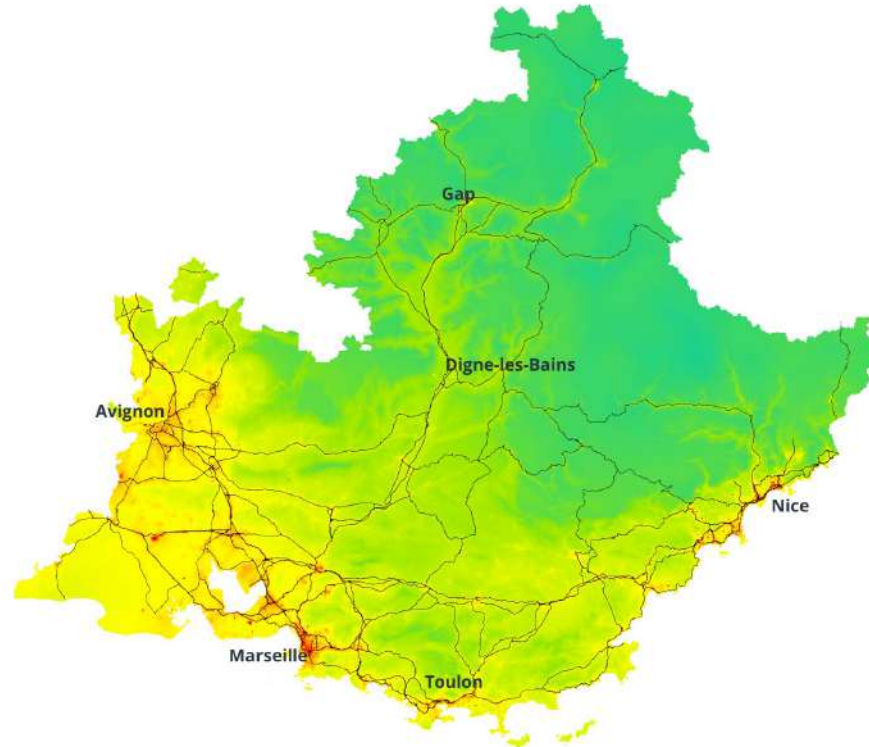 Gap
Digne-les-Bains
Avignon
Nice
Marseille
Toulon